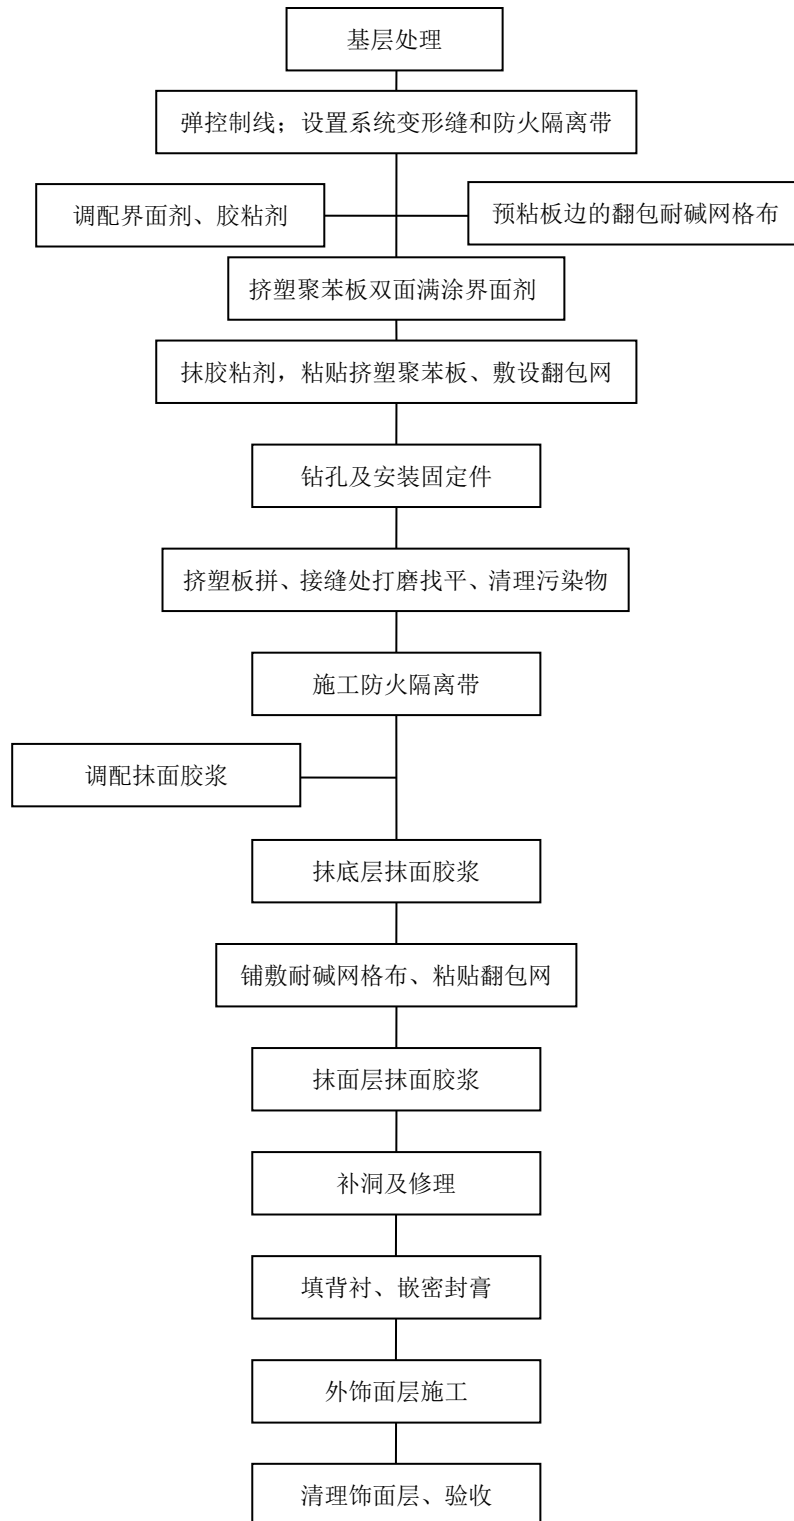 基层处理
弹控制线；设置系统变形缝和防火隔离带
调配界面剂、胶粘剂
预粘板边的翻包耐碱网格布
挤塑聚苯板双面满涂界面剂
抹胶粘剂，粘贴挤塑聚苯板、敷设翻包网
钻孔及安装固定件
挤塑板拼、接缝处打磨找平、清理污染物
施工防火隔离带
调配抹面胶浆
抹底层抹面胶浆
铺敷耐碱网格布、粘贴翻包网
抹面层抹面胶浆
补洞及修理
填背衬、嵌密封膏
外饰面层施工
清理饰面层、验收